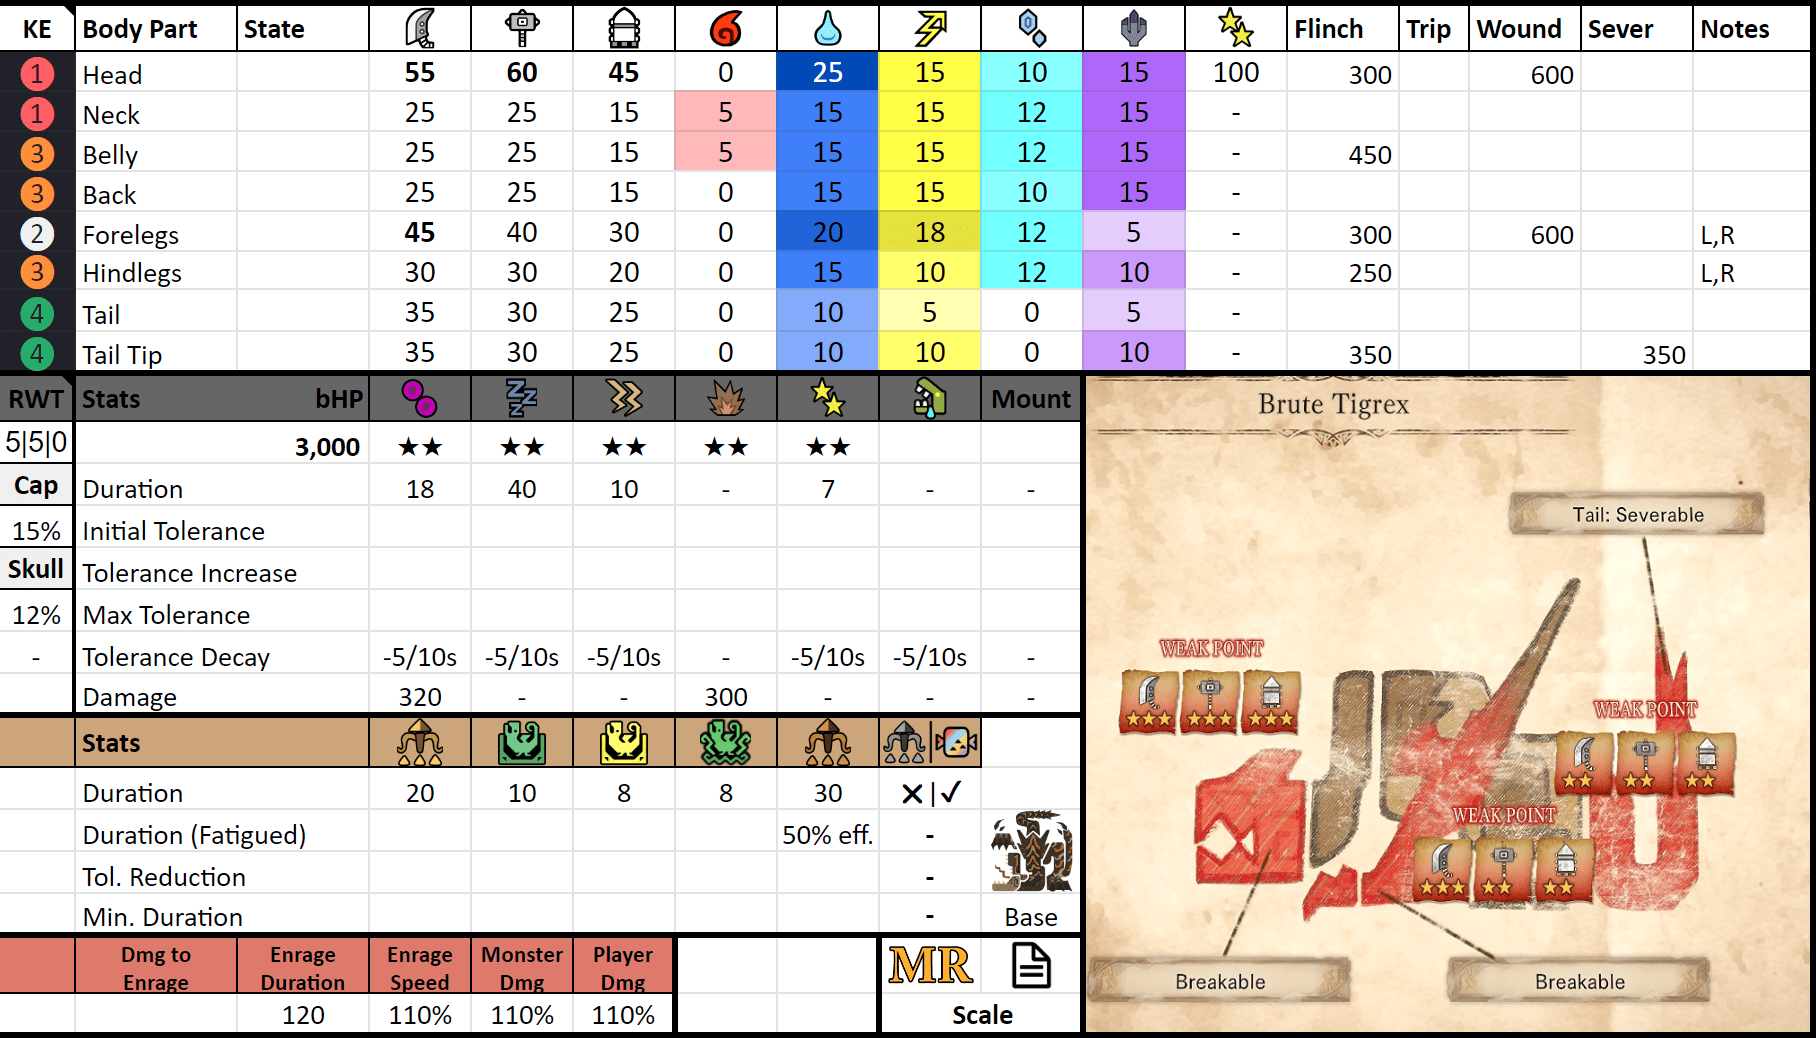 KE Body Part State Flinch Trip Wound Sever Notes
1 Head 55 60 45 0 25 15 10 15 100 300 600
1 Neck 25 25 15 5 15 15 12 15 -
3 Belly 25 25 15 5 15 15 12 15 - 450
3 Back 25 25 15 0 15 15 10 15 -
2 Forelegs 45 40 30 0 20 18 12 5 - 300 600 L,R
3 Hindlegs 30 30 20 0 15 10 12 10 - 250 L,R
4 Tail 35 30 25 0 10 5 0 5 -
4 Tail Tip 35 30 25 0 10 10 0 10 - 350 350
RWT Stats bHP Mount
5|5|0 3,000 ★★ ★★ ★★ ★★ ★★
Cap Duration 18 40 10 - 7 - -
15% Initial Tolerance
Skull Tolerance Increase
12% Max Tolerance
- Tolerance Decay -5/10s -5/10s -5/10s - -5/10s -5/10s -
Damage 320 - - 300 - - -
Stats
Duration 20 10 8 8 30 ✕|✓
Duration (Fatigued) 50% eff. -
Tol. Reduction -
Min. Duration - Base
Dmg to Enrage
Enrage Duration
Enrage Speed
Monster Dmg
Player Dmg
MR
120 110% 110% 110% Scale
Brute Tigrex
Tail: Severable
WEAK POINT
★★★ ★★★ ★★★
WEAK POINT
★★ ★★ ★★
WEAK POINT
★★★ ★★ ★★
Breakable
Breakable